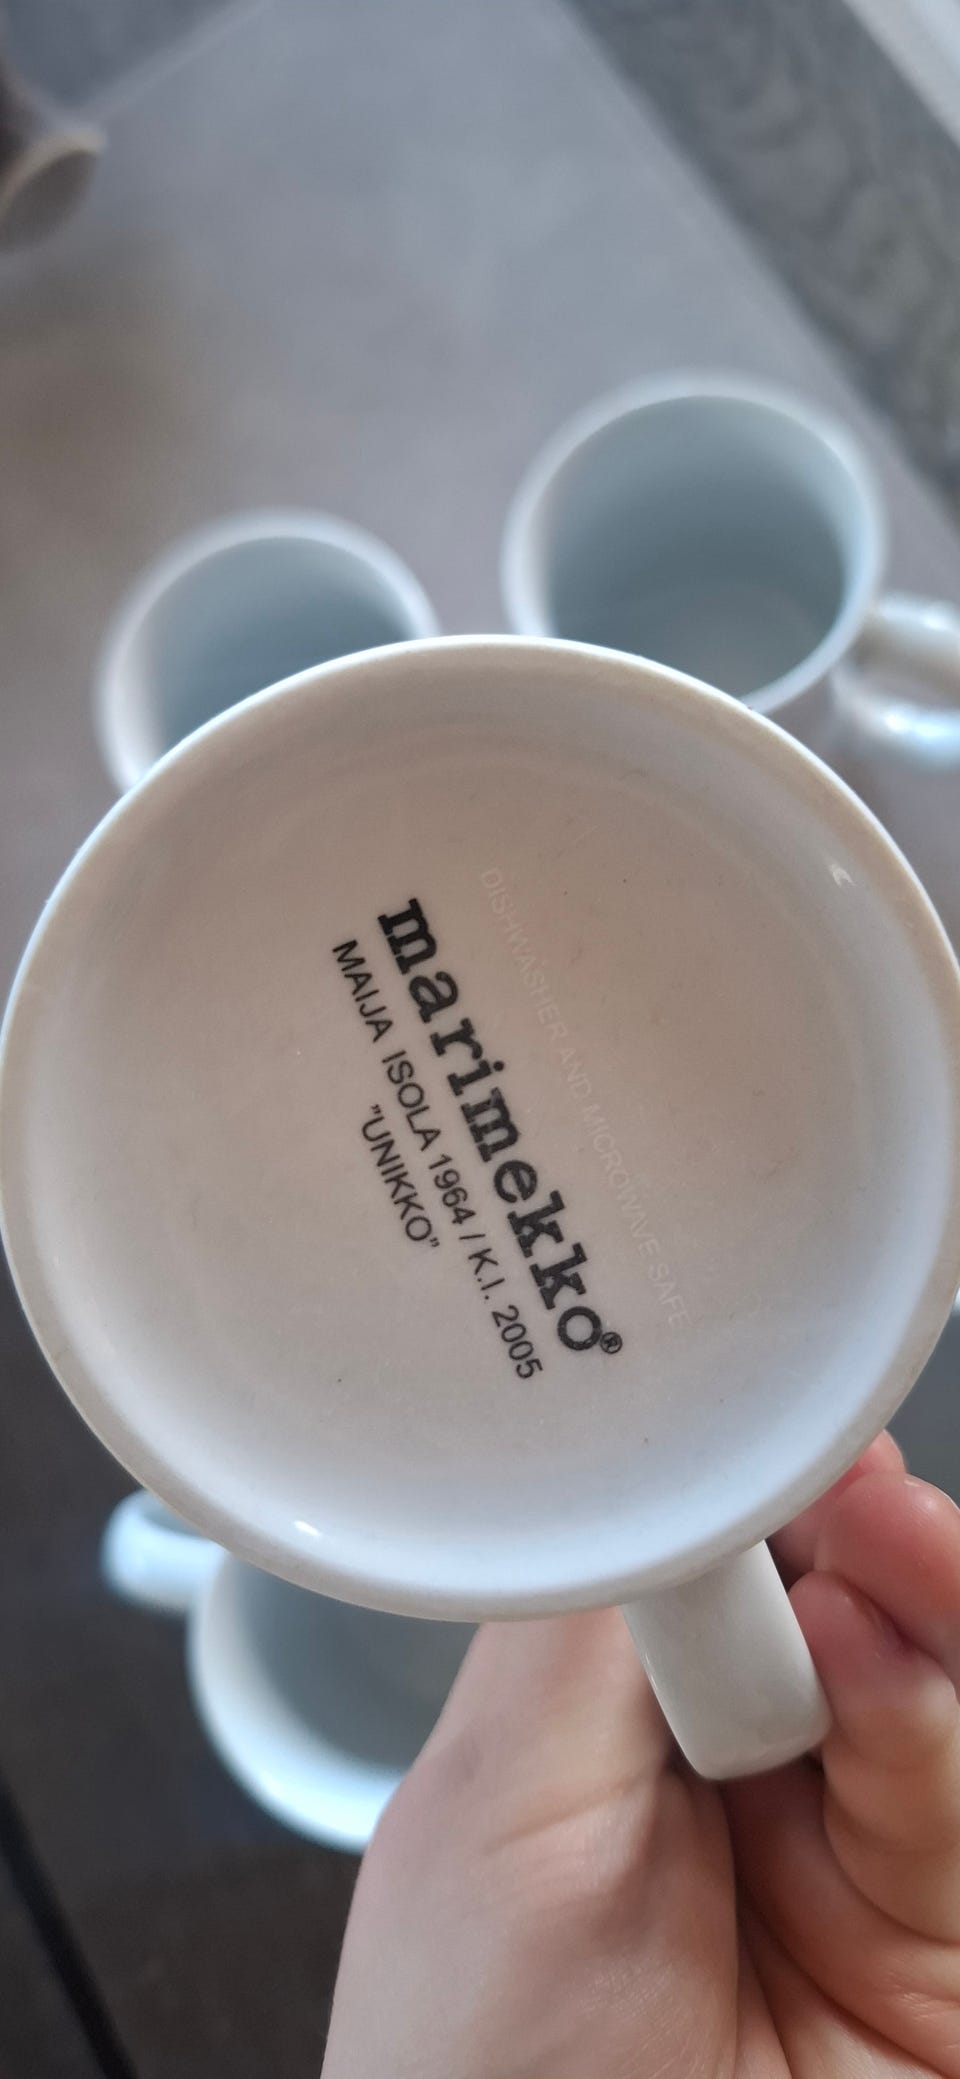 DISHWASHER AND MICROWAVE SAFE
marimekko®
MAIJA ISOLA 1964 / K.I. 2005
"UNIKKO"